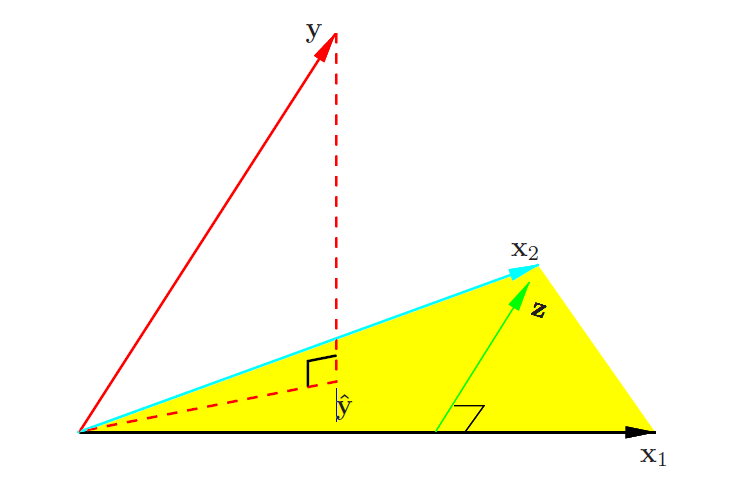 y
x₂
z
ŷ
x₁